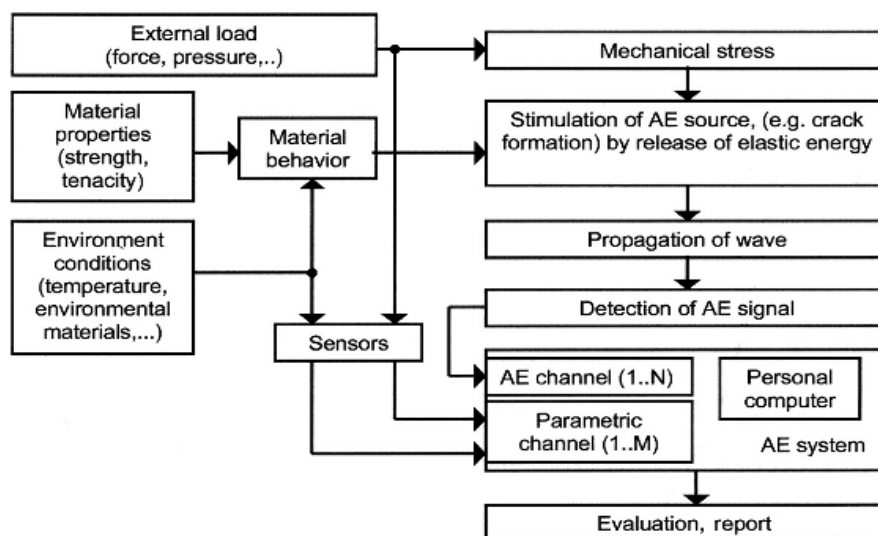 External load
(force, pressure,..)
Mechanical stress
Material
properties
(strength,
tenacity)
Material
behavior
Stimulation of AE source, (e.g. crack
formation) by release of elastic energy
Environment
conditions
(temperature,
environmental
materials,...)
Propagation of wave
Detection of AE signal
Sensors
AE channel (1..N)
Personal
computer
Parametric
channel (1..M)
AE system
Evaluation, report